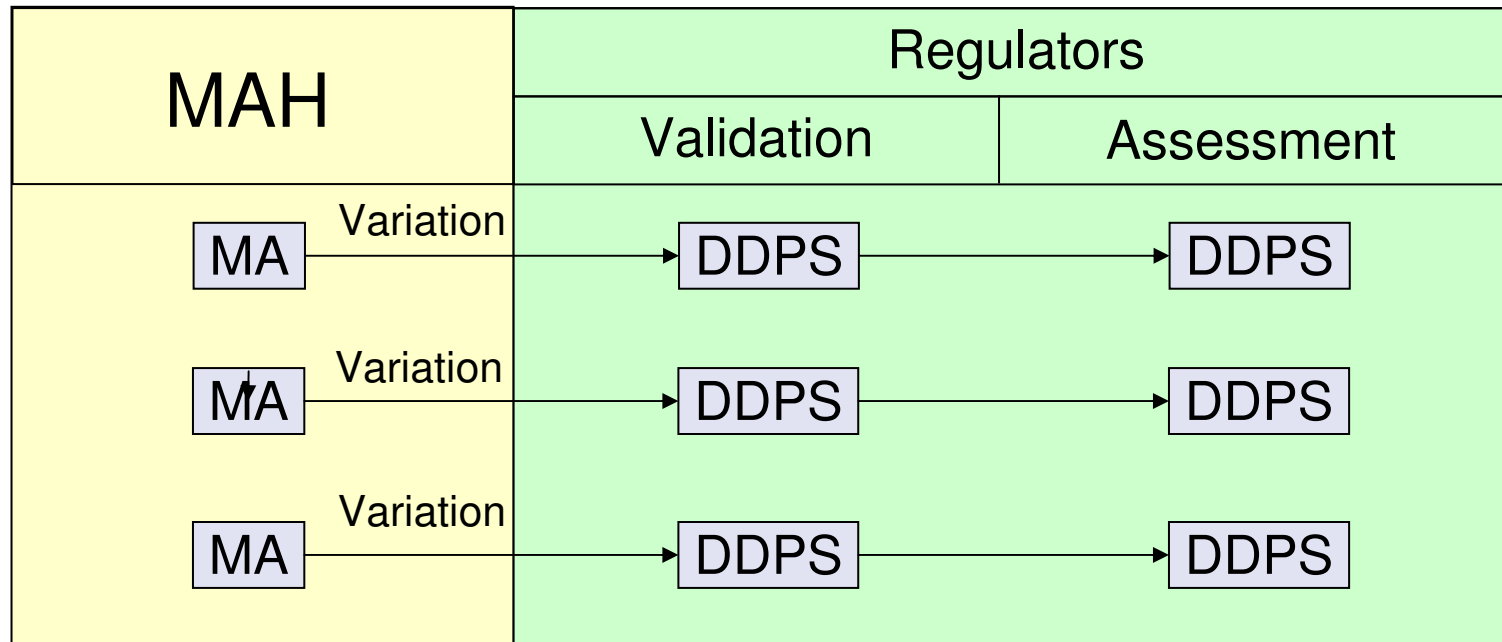 MAH
Regulators
Validation
Assessment
Variation
MA
DDPS
DDPS
Variation
MA
DDPS
DDPS
Variation
MA
DDPS
DDPS